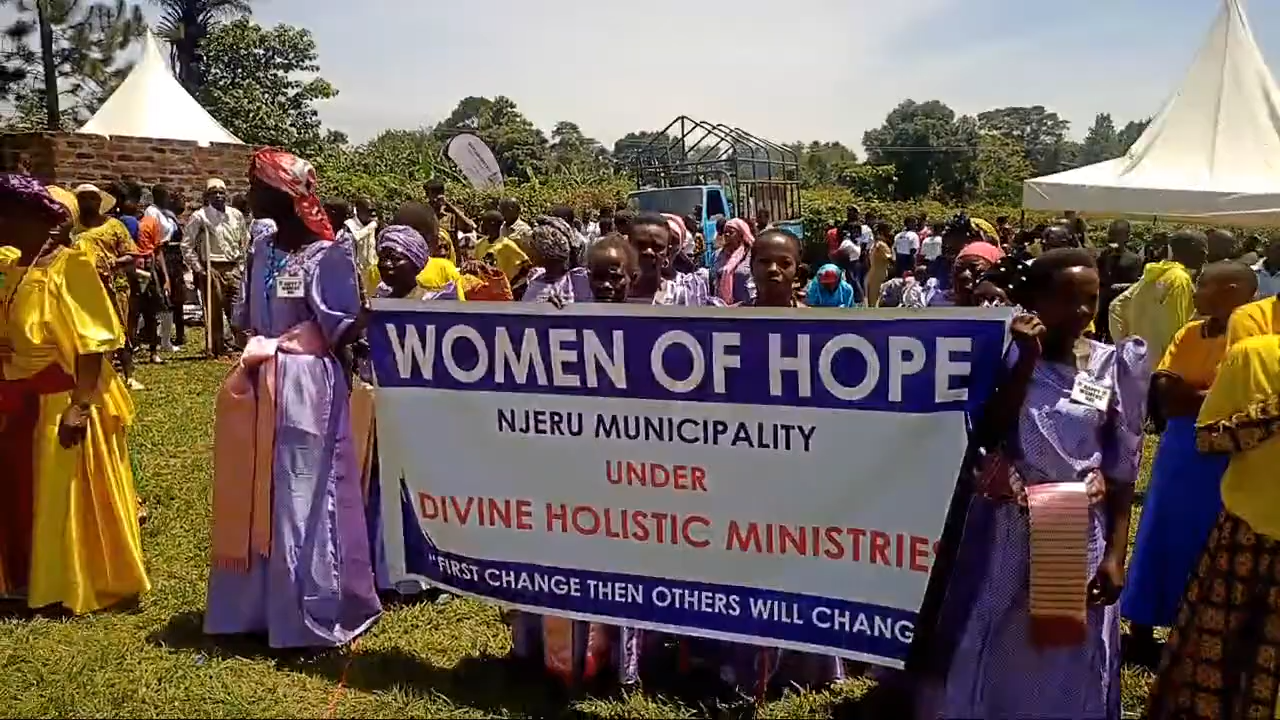 WOMEN OF HOPE
NJERU MUNICIPALITY
UNDER
DIVINE HOLISTIC MINISTRIES
"FIRST CHANGE THEN OTHERS WILL CHANG